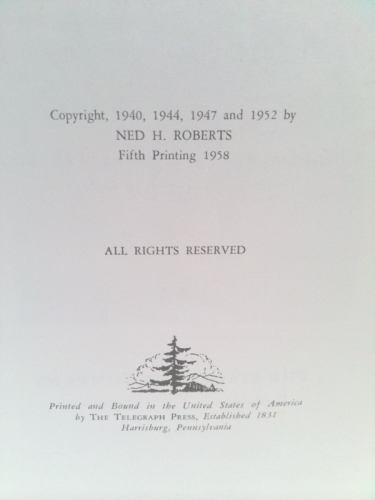 Copyright, 1940, 1944, 1947 and 1952 by
NED H. ROBERTS
Fifth Printing 1958
ALL RIGHTS RESERVED
Printed and Bound in the United States of America
by THE TELEGRAPH PRESS, Established 1831
Harrisburg, Pennsylvania